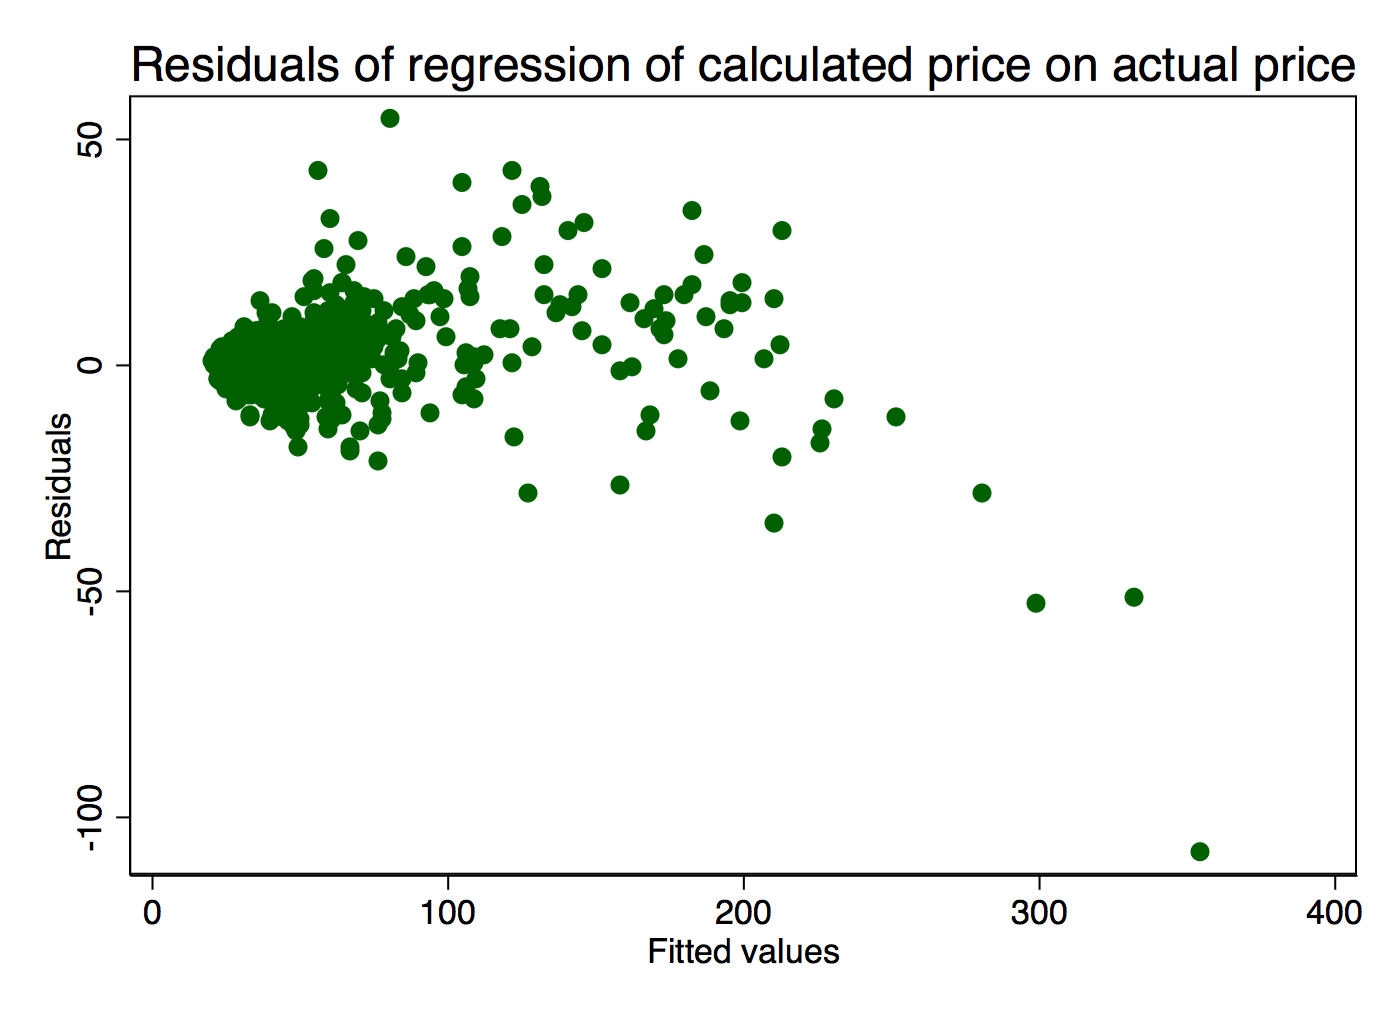 Residuals of regression of calculated price on actual price
50
0
-50
-100
Residuals
0 100 200 300 400
Fitted values